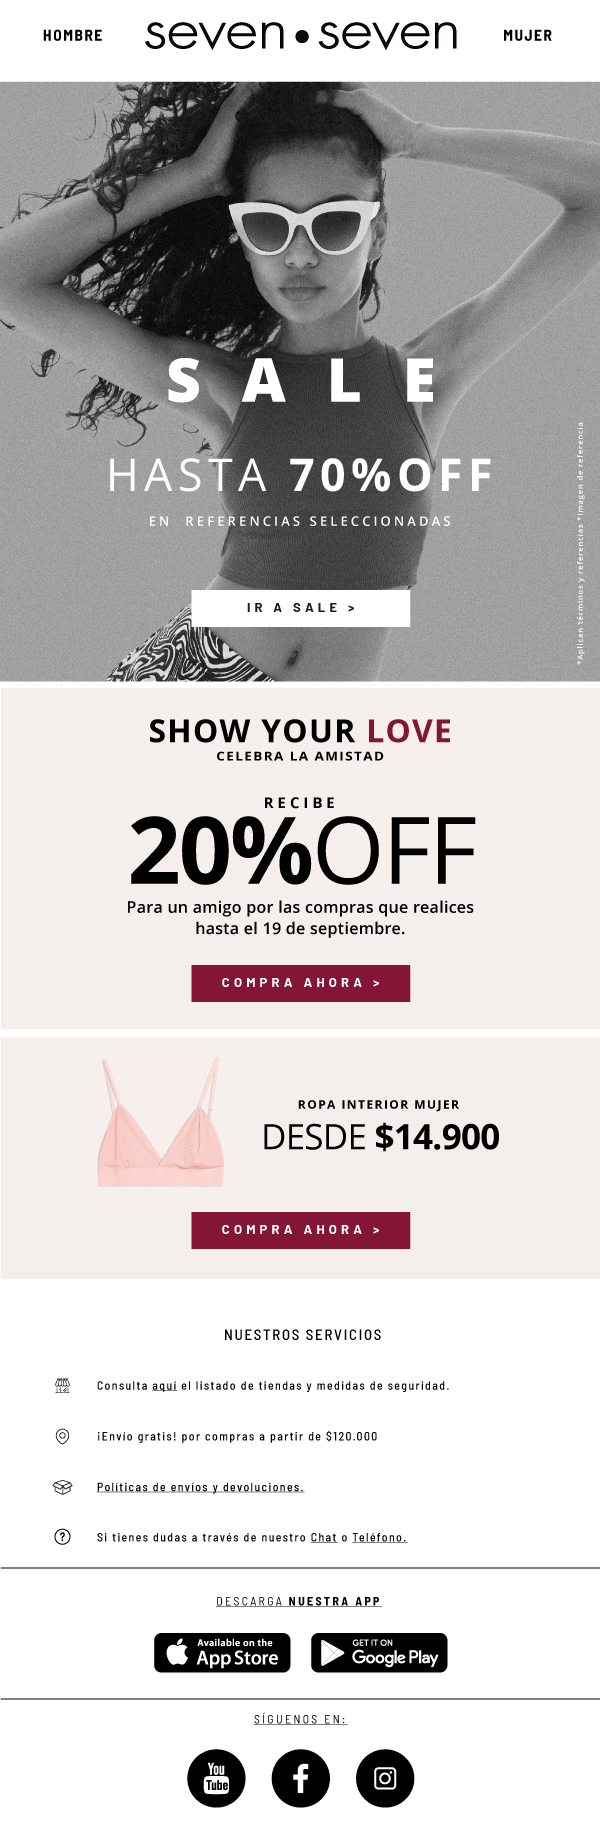 HOMBRE
seven•seven
MUJER
SALE
HASTA 70%OFF
EN REFERENCIAS SELECCIONADAS
*Aplican términos y referencias *Imagen de referencia
IR A SALE >
SHOW YOUR LOVE
CELEBRA LA AMISTAD
RECIBE
20%OFF
Para un amigo por las compras que realices
hasta el 19 de septiembre.
COMPRA AHORA >
ROPA INTERIOR MUJER
DESDE $14.900
COMPRA AHORA >
NUESTROS SERVICIOS
Consulta aquí el listado de tiendas y medidas de seguridad.
¡Envío gratis! por compras a partir de $120.000
Políticas de envíos y devoluciones.
Si tienes dudas a través de nuestro Chat o Teléfono.
DESCARGA NUESTRA APP
Available on the
App Store
GET IT ON
Google Play
SÍGUENOS EN:
You
Tube